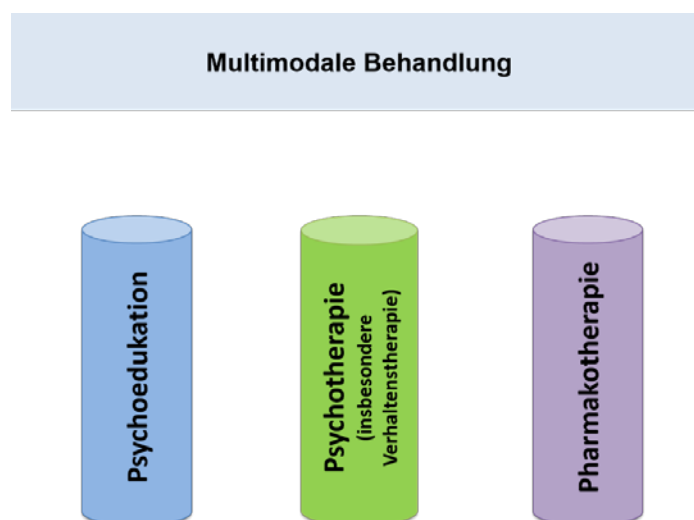 Multimodale Behandlung
Psychoedukation
Psychotherapie
(insbesondere
Verhaltenstherapie)
Pharmakotherapie